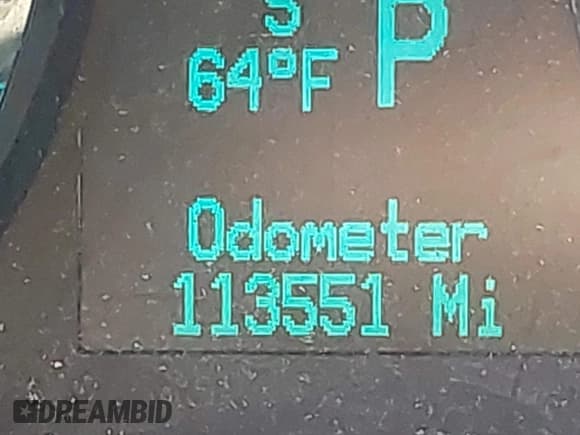 S
64°F P
Odometer
113551 Mi
DREAMBID